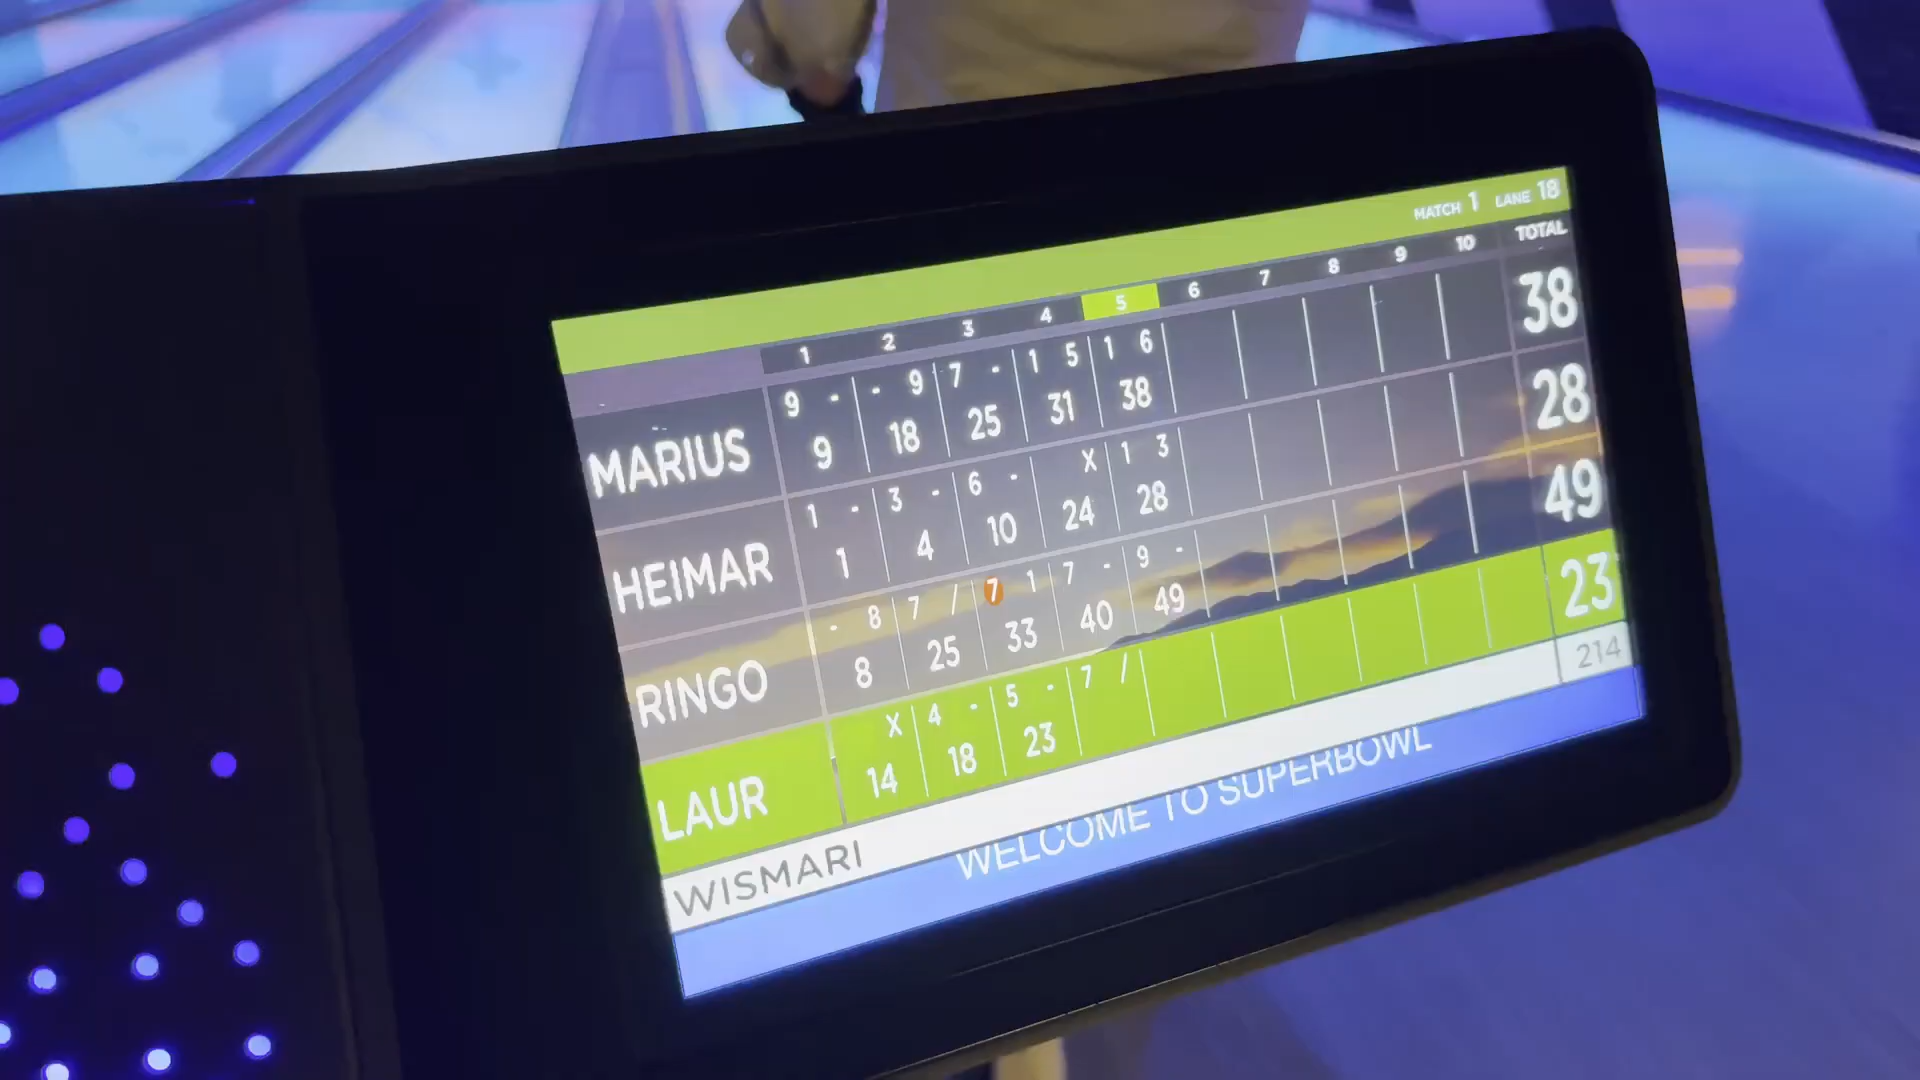 MATCH 1 LANE 18
1 2 3 4 5 6 7 8 9 10 TOTAL
MARIUS 9 - - 9 7 - 1 5 1 6 38
9 18 25 31 38
HEIMAR 1 - 3 - 6 - X 1 3 28
1 4 10 24 28
RINGO - 8 7 / 7 1 7 - 9 - 49
8 25 33 40 49
LAUR X 4 - 5 - 7 / 23
14 18 23
WISMARI 214
WELCOME TO SUPERBOWL